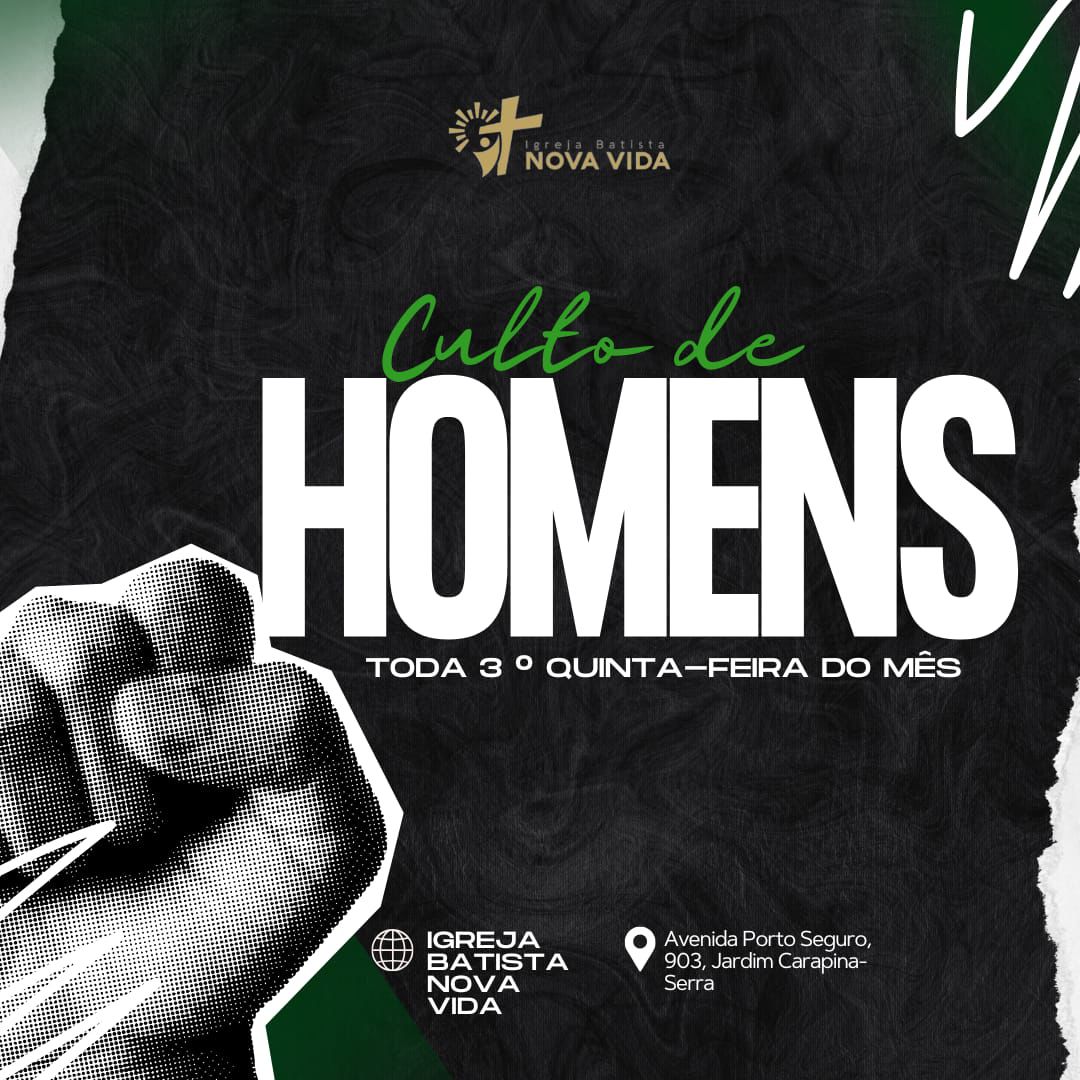 Igreja Batista
NOVA VIDA
Culto de
HOMENS
TODA 3 º QUINTA-FEIRA DO MÊS
IGREJA
BATISTA
NOVA
VIDA
Avenida Porto Seguro,
903, Jardim Carapina-
Serra